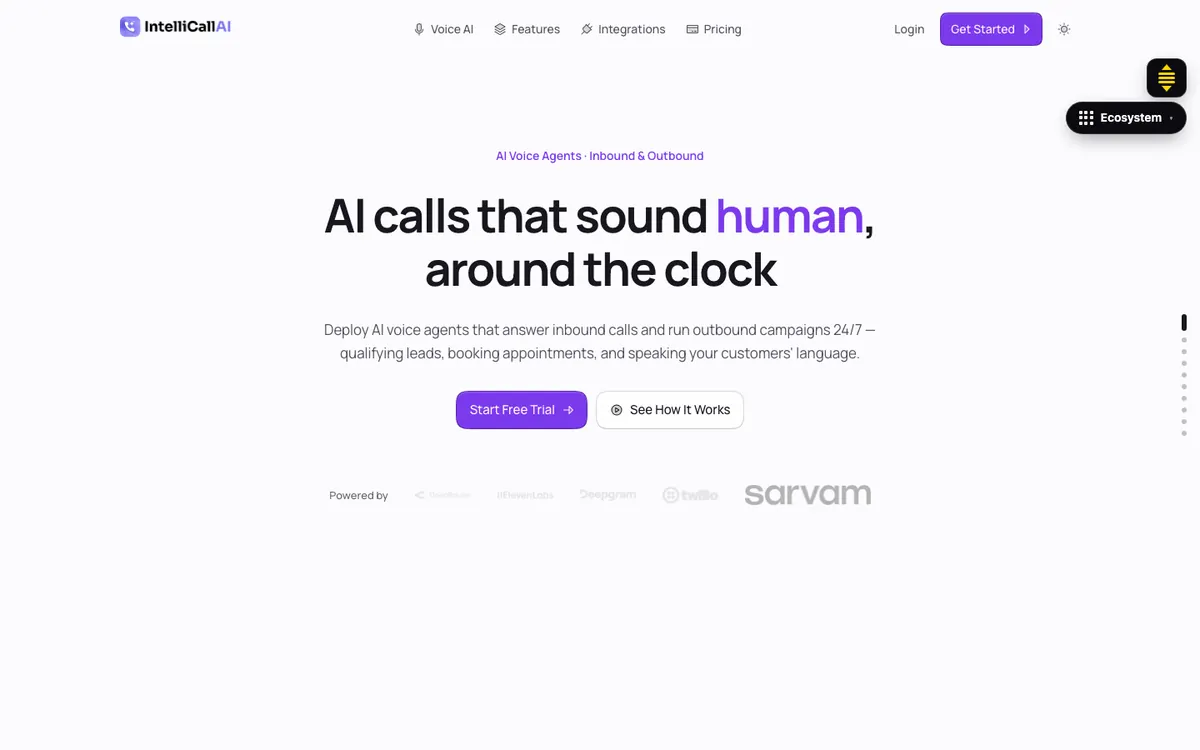 IntelliCallAI
Voice AI
Features
Integrations
Pricing
Login
Get Started
Ecosystem
AI Voice Agents · Inbound & Outbound
AI calls that sound human,
around the clock
Deploy AI voice agents that answer inbound calls and run outbound campaigns 24/7 —
qualifying leads, booking appointments, and speaking your customers' language.
Start Free Trial
See How It Works
Powered by
IIElevenLabs
Deepgram
twilio
sarvam